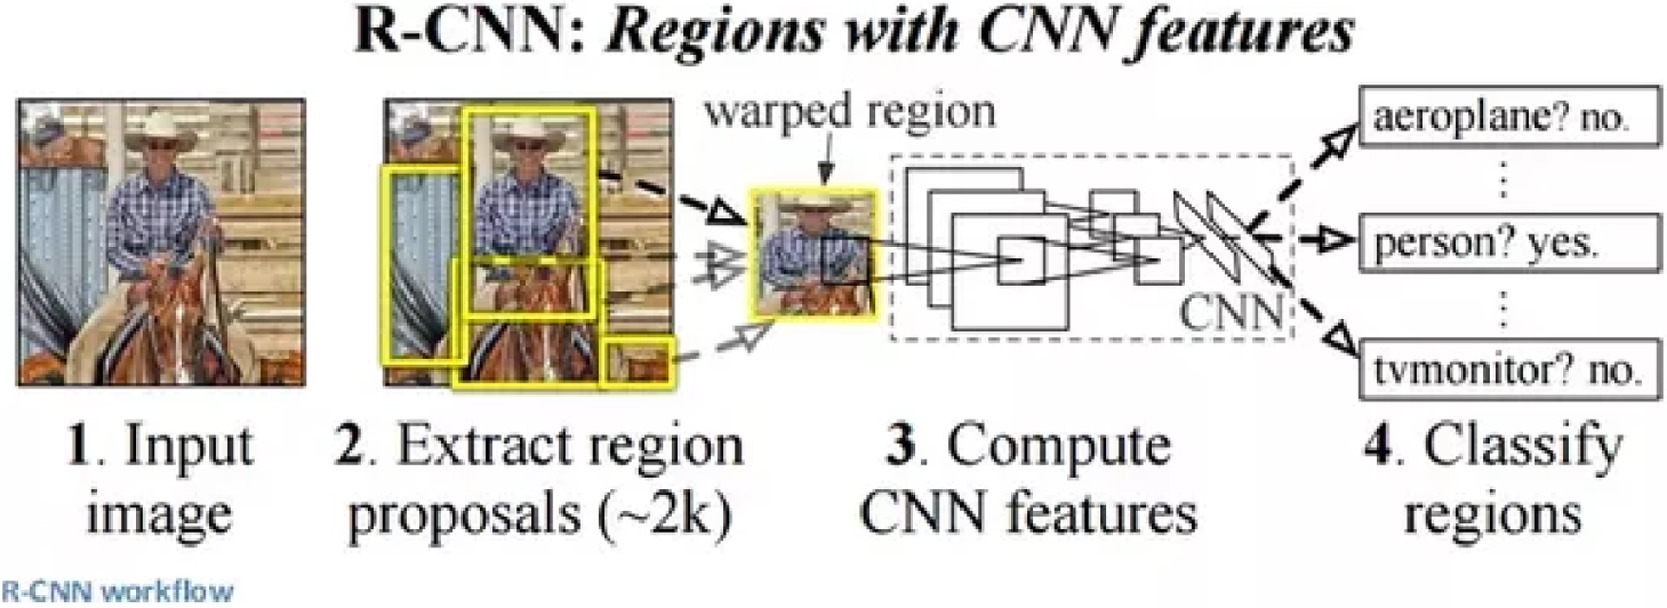 R-CNN: Regions with CNN features
warped region
aeroplane? no.
person? yes.
CNN
tvmonitor? no.
1. Input
image
2. Extract region
proposals (~2k)
3. Compute
CNN features
4. Classify
regions
R-CNN workflow